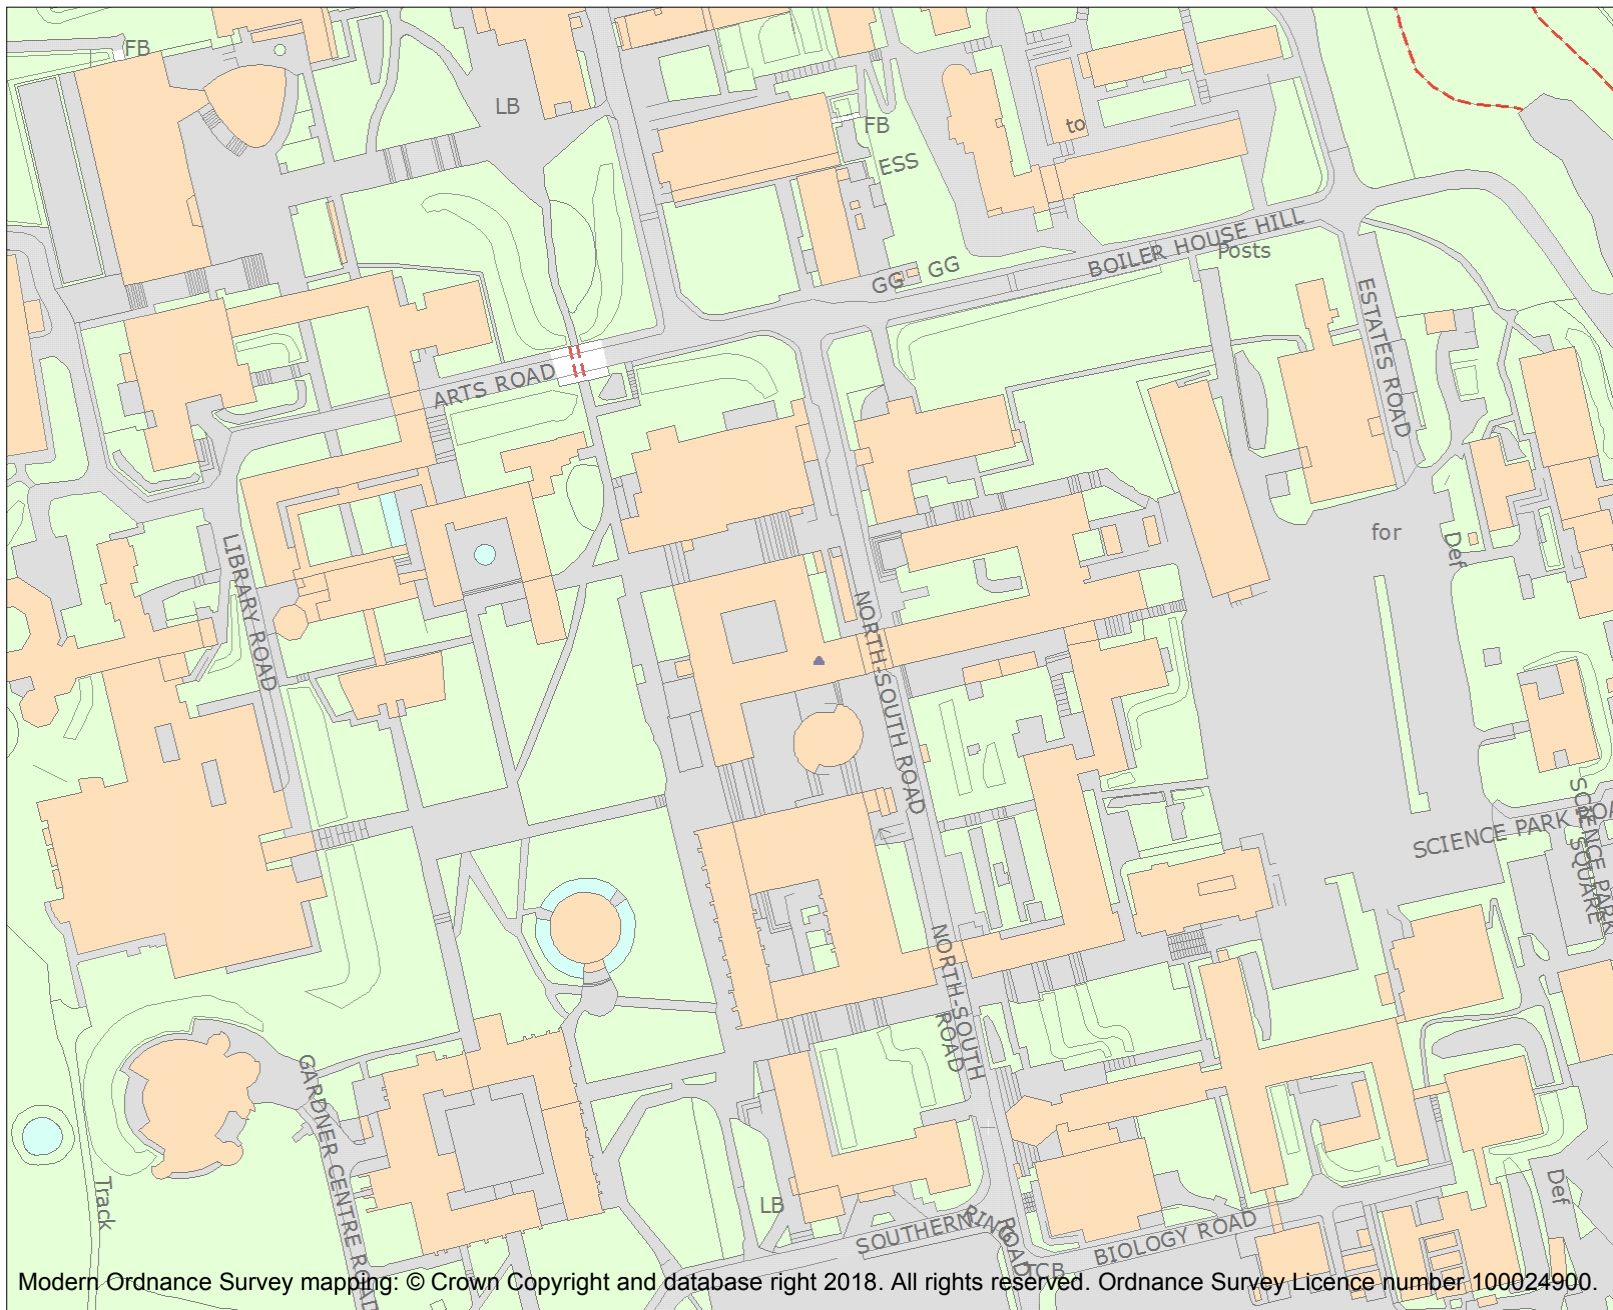 FB
LB
FB
to
ESS
BOILER HOUSE HILL
Posts
GG
GG
ESTATES ROAD
ARTS ROAD
for
Def
LIBRARY ROAD
NORTH-SOUTH ROAD
SCIENCE PARK ROA
SCIENCE PARK
SQUARE
NORTH-SOUTH
ROAD
GARDNER CENTRE ROAD
Track
LB
Def
SOUTHERN RING
ROAD
BIOLOGY ROAD
TCB
Modern Ordnance Survey mapping: © Crown Copyright and database right 2018. All rights reserved. Ordnance Survey Licence number 100024900.